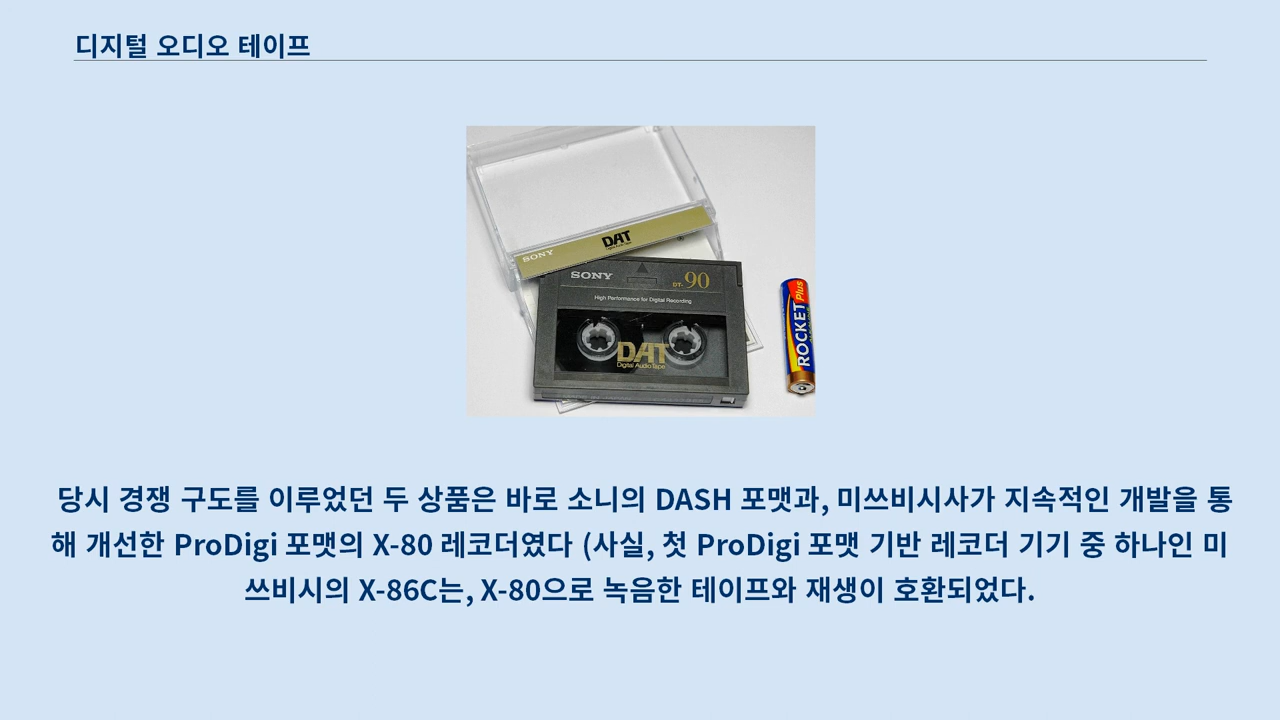 디지털 오디오 테이프
DAT
Digital Audio Tape
SONY
SONY
DT-90
High Performance for Digital Recording
DAT
Digital Audio Tape
ROCKET Plus
당시 경쟁 구도를 이루었던 두 상품은 바로 소니의 DASH 포맷과, 미쓰비시사가 지속적인 개발을 통
해 개선한 ProDigi 포맷의 X-80 레코더였다 (사실, 첫 ProDigi 포맷 기반 레코더 기기 중 하나인 미
쓰비시의 X-86C는, X-80으로 녹음한 테이프와 재생이 호환되었다.